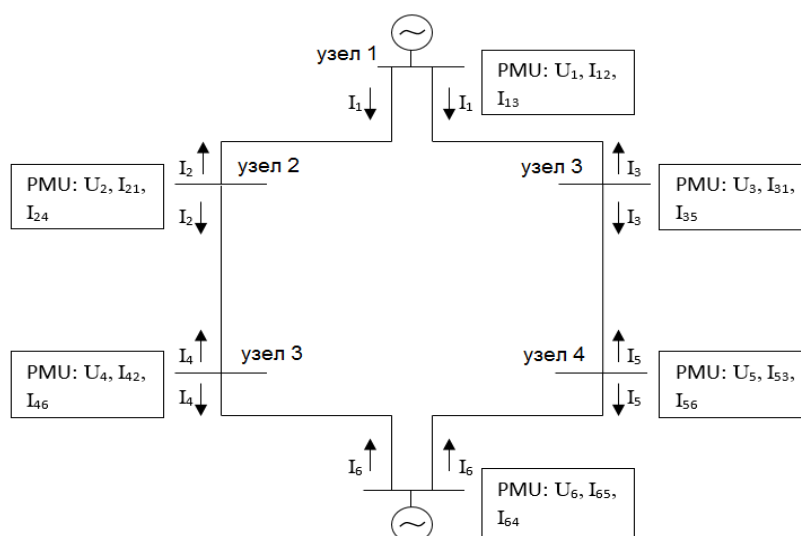 узел 1
PMU: U₁, I₁₂,
I₁₃
I₁
I₁
I₂
узел 2
узел 3
I₃
PMU: U₂, I₂₁,
I₂₄
PMU: U₃, I₃₁,
I₃₅
I₂
I₃
I₄
узел 3
узел 4
I₅
PMU: U₄, I₄₂,
I₄₆
PMU: U₅, I₅₃,
I₅₆
I₄
I₅
I₆
I₆
PMU: U₆, I₆₅,
I₆₄